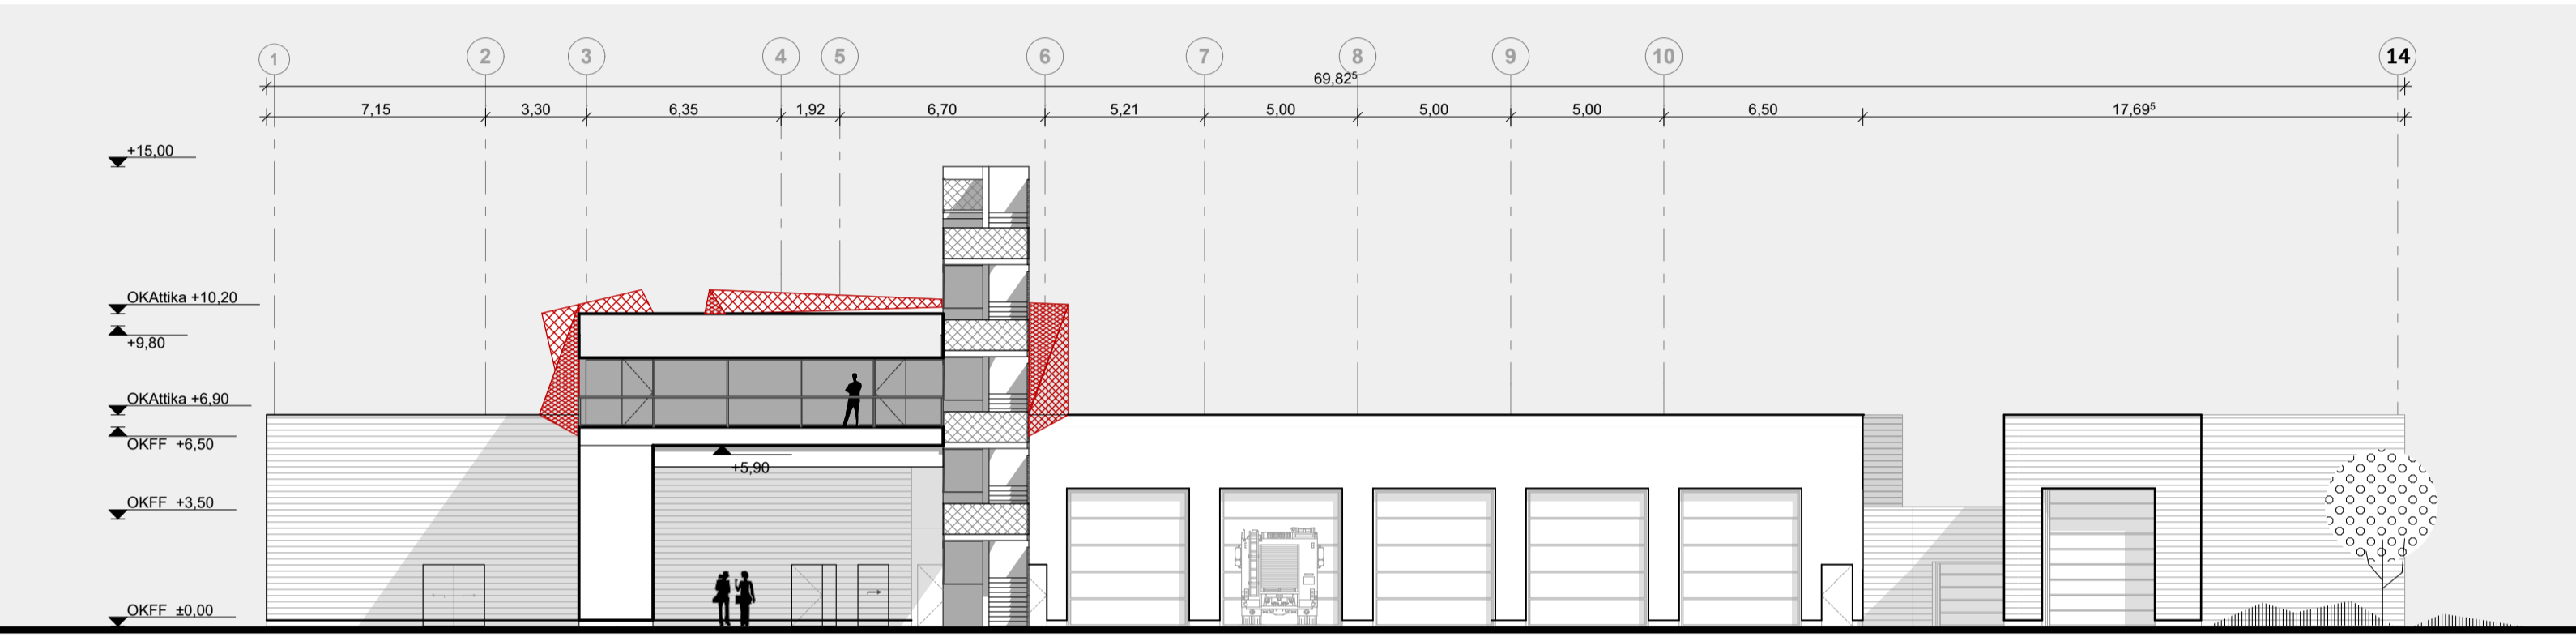 1 2 3 4 5 6 7 8 9 10 14
69,82⁵
7,15 3,30 6,35 1,92 6,70 5,21 5,00 5,00 5,00 6,50 17,69⁵
+15,00
OKAttika +10,20
+9,80
OKAttika +6,90
OKFF +6,50
+5,90
OKFF +3,50
OKFF ±0,00